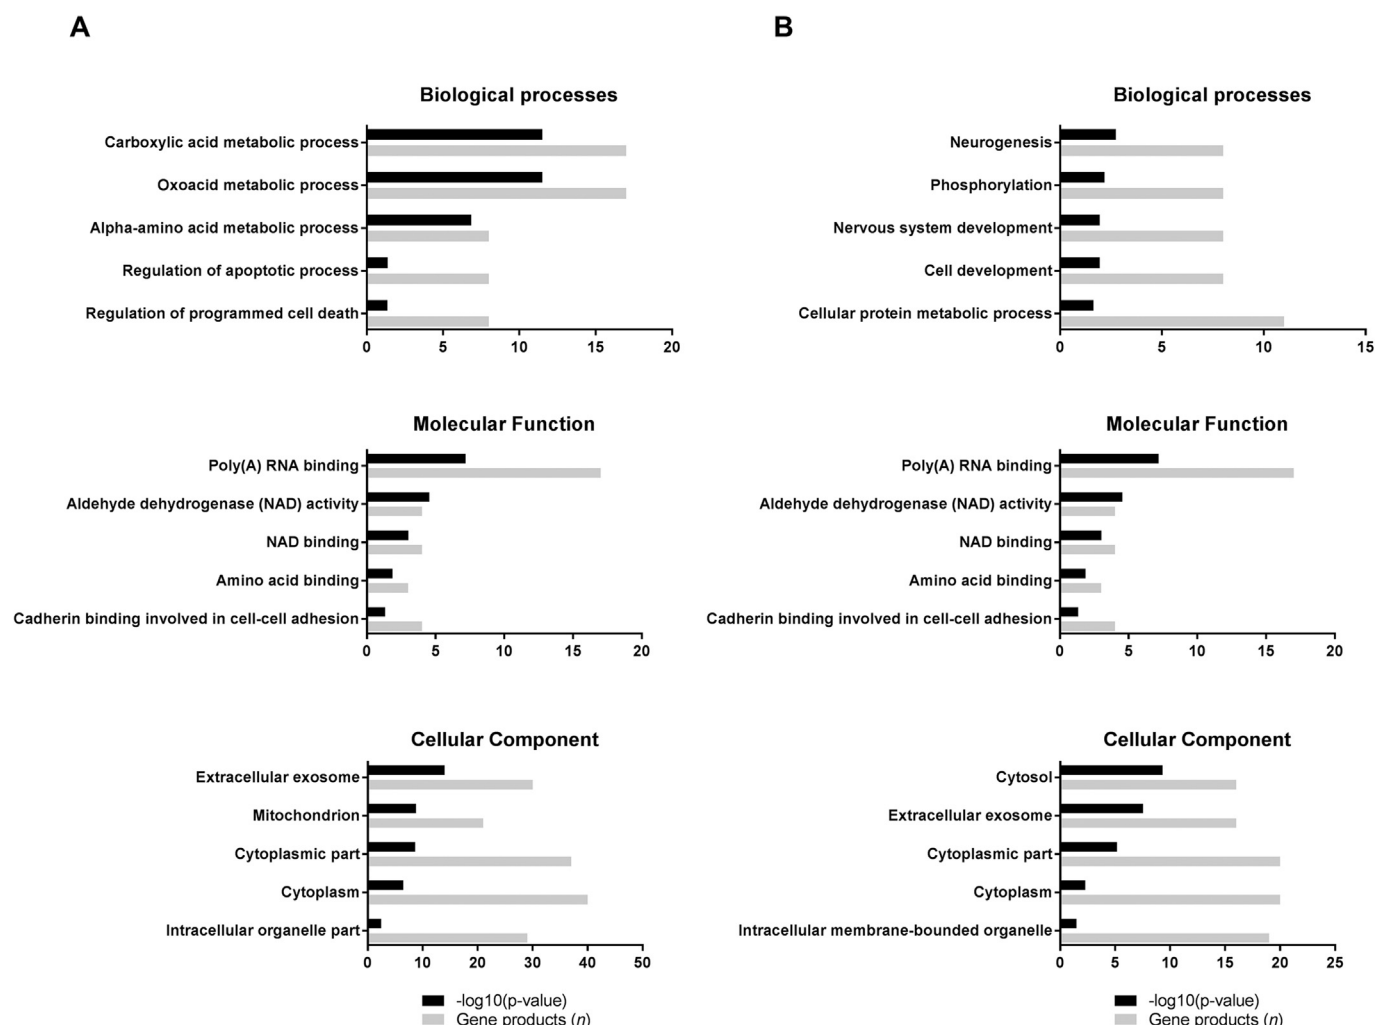 A
Biological processes
Carboxylic acid metabolic process
Oxoacid metabolic process
Alpha-amino acid metabolic process
Regulation of apoptotic process
Regulation of programmed cell death
0 5 10 15 20
Molecular Function
Poly(A) RNA binding
Aldehyde dehydrogenase (NAD) activity
NAD binding
Amino acid binding
Cadherin binding involved in cell-cell adhesion
0 5 10 15 20
Cellular Component
Extracellular exosome
Mitochondrion
Cytoplasmic part
Cytoplasm
Intracellular organelle part
0 10 20 30 40 50
-log10(p-value)
Gene products (n)
B
Biological processes
Neurogenesis
Phosphorylation
Nervous system development
Cell development
Cellular protein metabolic process
0 5 10 15
Molecular Function
Poly(A) RNA binding
Aldehyde dehydrogenase (NAD) activity
NAD binding
Amino acid binding
Cadherin binding involved in cell-cell adhesion
0 5 10 15 20
Cellular Component
Cytosol
Extracellular exosome
Cytoplasmic part
Cytoplasm
Intracellular membrane-bounded organelle
0 5 10 15 20 25
-log10(p-value)
Gene products (n)